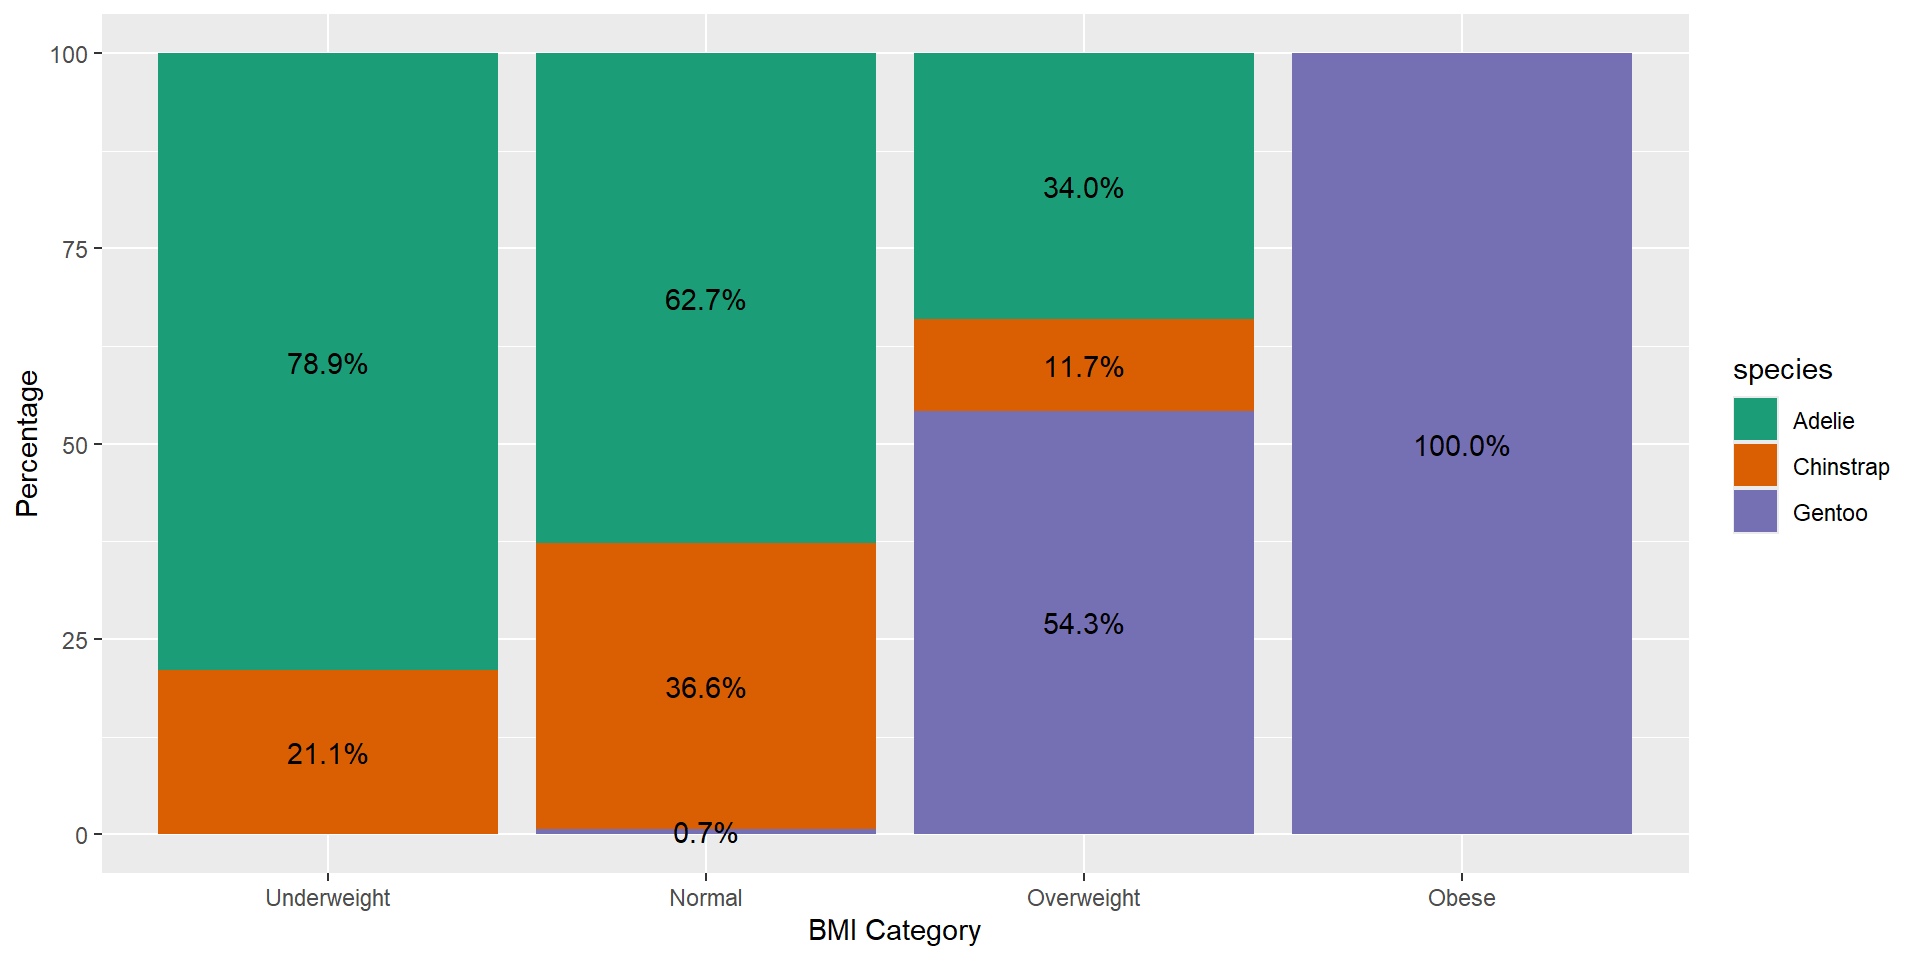 100
75
50
25
0
Percentage
78.9%
21.1%
62.7%
36.6%
0.7%
34.0%
11.7%
54.3%
100.0%
Underweight
Normal
Overweight
Obese
BMI Category
species
Adelie
Chinstrap
Gentoo